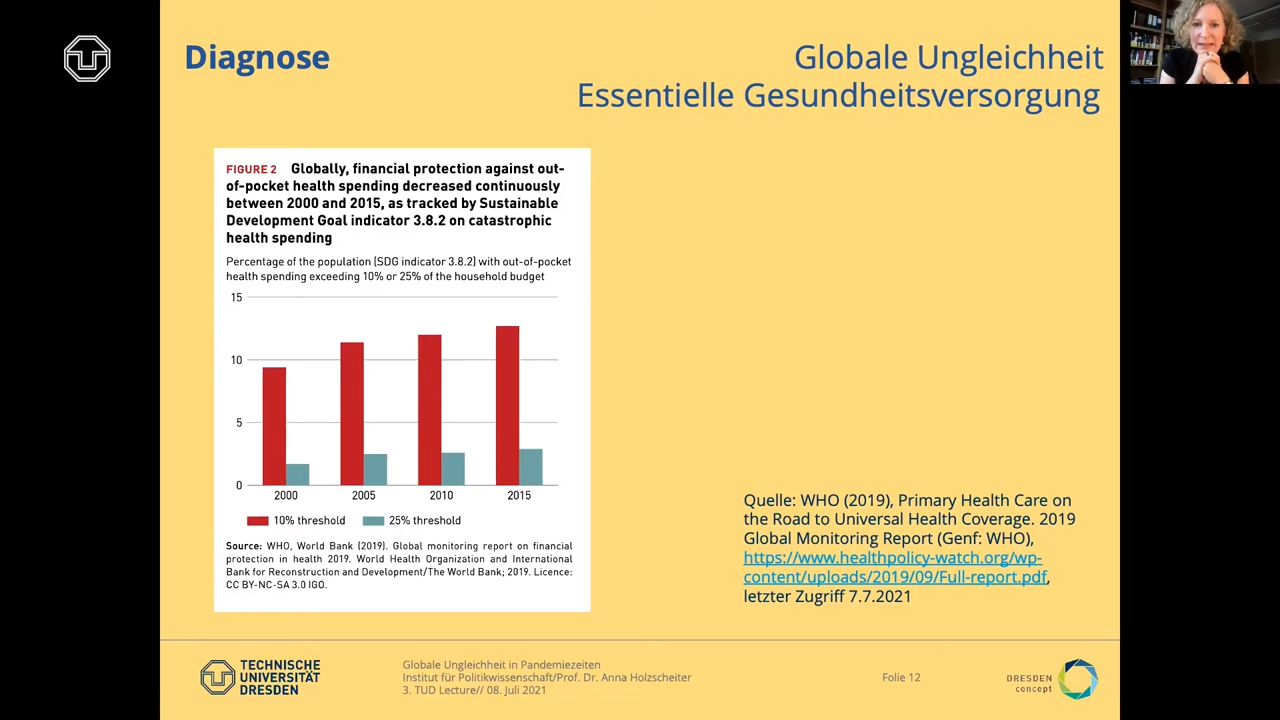 Diagnose
Globale Ungleichheit
Essentielle Gesundheitsversorgung
FIGURE 2 Globally, financial protection against out-
of-pocket health spending decreased continuously
between 2000 and 2015, as tracked by Sustainable
Development Goal indicator 3.8.2 on catastrophic
health spending
Percentage of the population (SDG indicator 3.8.2) with out-of-pocket
health spending exceeding 10% or 25% of the household budget
15
10
5
0
2000 2005 2010 2015
10% threshold 25% threshold
Source: WHO, World Bank (2019). Global monitoring report on financial
protection in health 2019. World Health Organization and International
Bank for Reconstruction and Development/The World Bank; 2019. Licence:
CC BY-NC-SA 3.0 IGO.
Quelle: WHO (2019), Primary Health Care on
the Road to Universal Health Coverage. 2019
Global Monitoring Report (Genf: WHO),
https://www.healthpolicy-watch.org/wp-
content/uploads/2019/09/Full-report.pdf,
letzter Zugriff 7.7.2021
TECHNISCHE
UNIVERSITÄT
DRESDEN
Globale Ungleichheit in Pandemiezeiten
Institut für Politikwissenschaft/Prof. Dr. Anna Holzscheiter
3. TUD Lecture// 08. Juli 2021
Folie 12
DRESDEN
concept